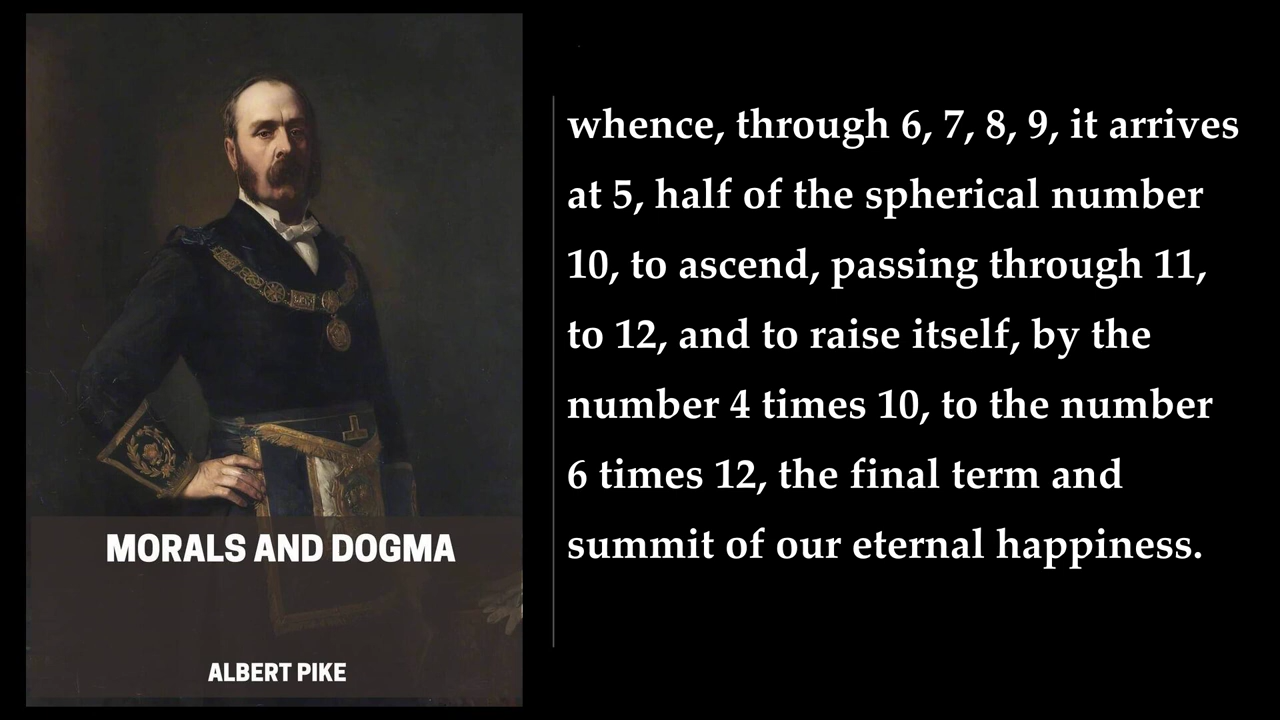 MORALS AND DOGMA
ALBERT PIKE
whence, through 6, 7, 8, 9, it arrives
at 5, half of the spherical number
10, to ascend, passing through 11,
to 12, and to raise itself, by the
number 4 times 10, to the number
6 times 12, the final term and
summit of our eternal happiness.